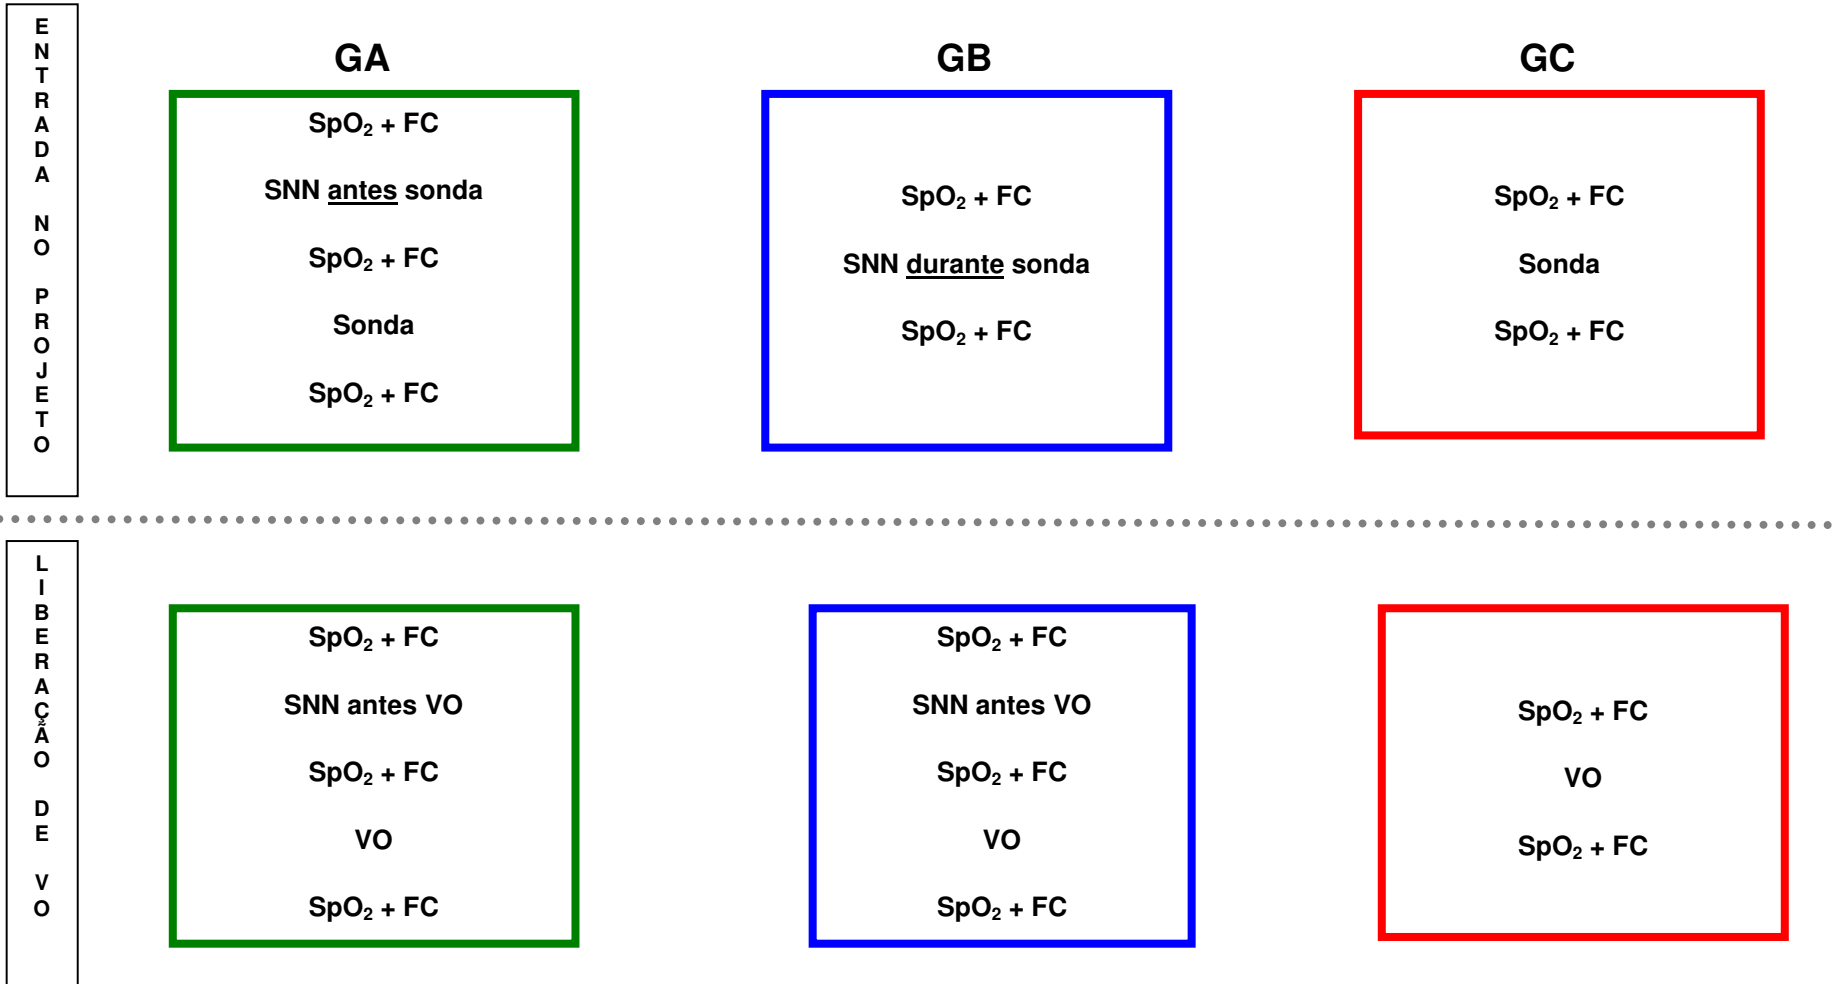 ENTRADA NO PROJETO
GA
SpO₂ + FC
SNN antes sonda
SpO₂ + FC
Sonda
SpO₂ + FC
GB
SpO₂ + FC
SNN durante sonda
SpO₂ + FC
GC
SpO₂ + FC
Sonda
SpO₂ + FC
LIBERAÇÃO DE VO
SpO₂ + FC
SNN antes VO
SpO₂ + FC
VO
SpO₂ + FC
SpO₂ + FC
SNN antes VO
SpO₂ + FC
VO
SpO₂ + FC
SpO₂ + FC
VO
SpO₂ + FC